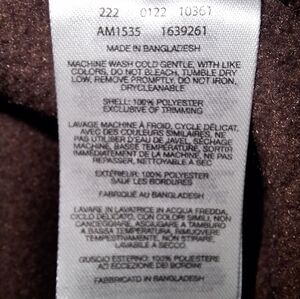 222 0122 10361
AM1535 1639261
MADE IN BANGLADESH
MACHINE WASH COLD GENTLE, WITH LIKE
COLORS, DO NOT BLEACH, TUMBLE DRY
LOW, REMOVE PROMPTLY, DO NOT IRON,
DRYCLEANABLE
SHELL: 100% POLYESTER
EXCLUSIVE OF TRIMMING
LAVAGE MACHINE À FROID, CYCLE DÉLICAT,
AVEC DES COULEURS SIMILAIRES, NE
PAS UTILISER D'EAU DE JAVEL, SÉCHAGE
MACHINE, BASSE TEMPÉRATURE, SORTIR
IMMÉDIATEMENT DE LA MACHINE, NE PAS
REPASSER, NETTOYABLE À SEC
EXTÉRIEUR: 100% POLYESTER
SAUF LES BORDURES
FABRIQUÉ AU BANGLADESH
LAVARE IN LAVATRICE IN ACQUA FREDDA,
CICLO DELICATO, CON COLORI SIMILI, NON
CANDEGGIARE, ASCIUGARE A TAMBURO
A BASSA TEMPERATURA, RIMUOVERE
TEMPESTIVAMENTE, NON STIRARE
LAVABILE A SECCO
GUSCIO ESTERNO: 100% POLIESTERE
AD ECCEZIONE DEI BORDINI
FABBRICATO IN BANGLADESH